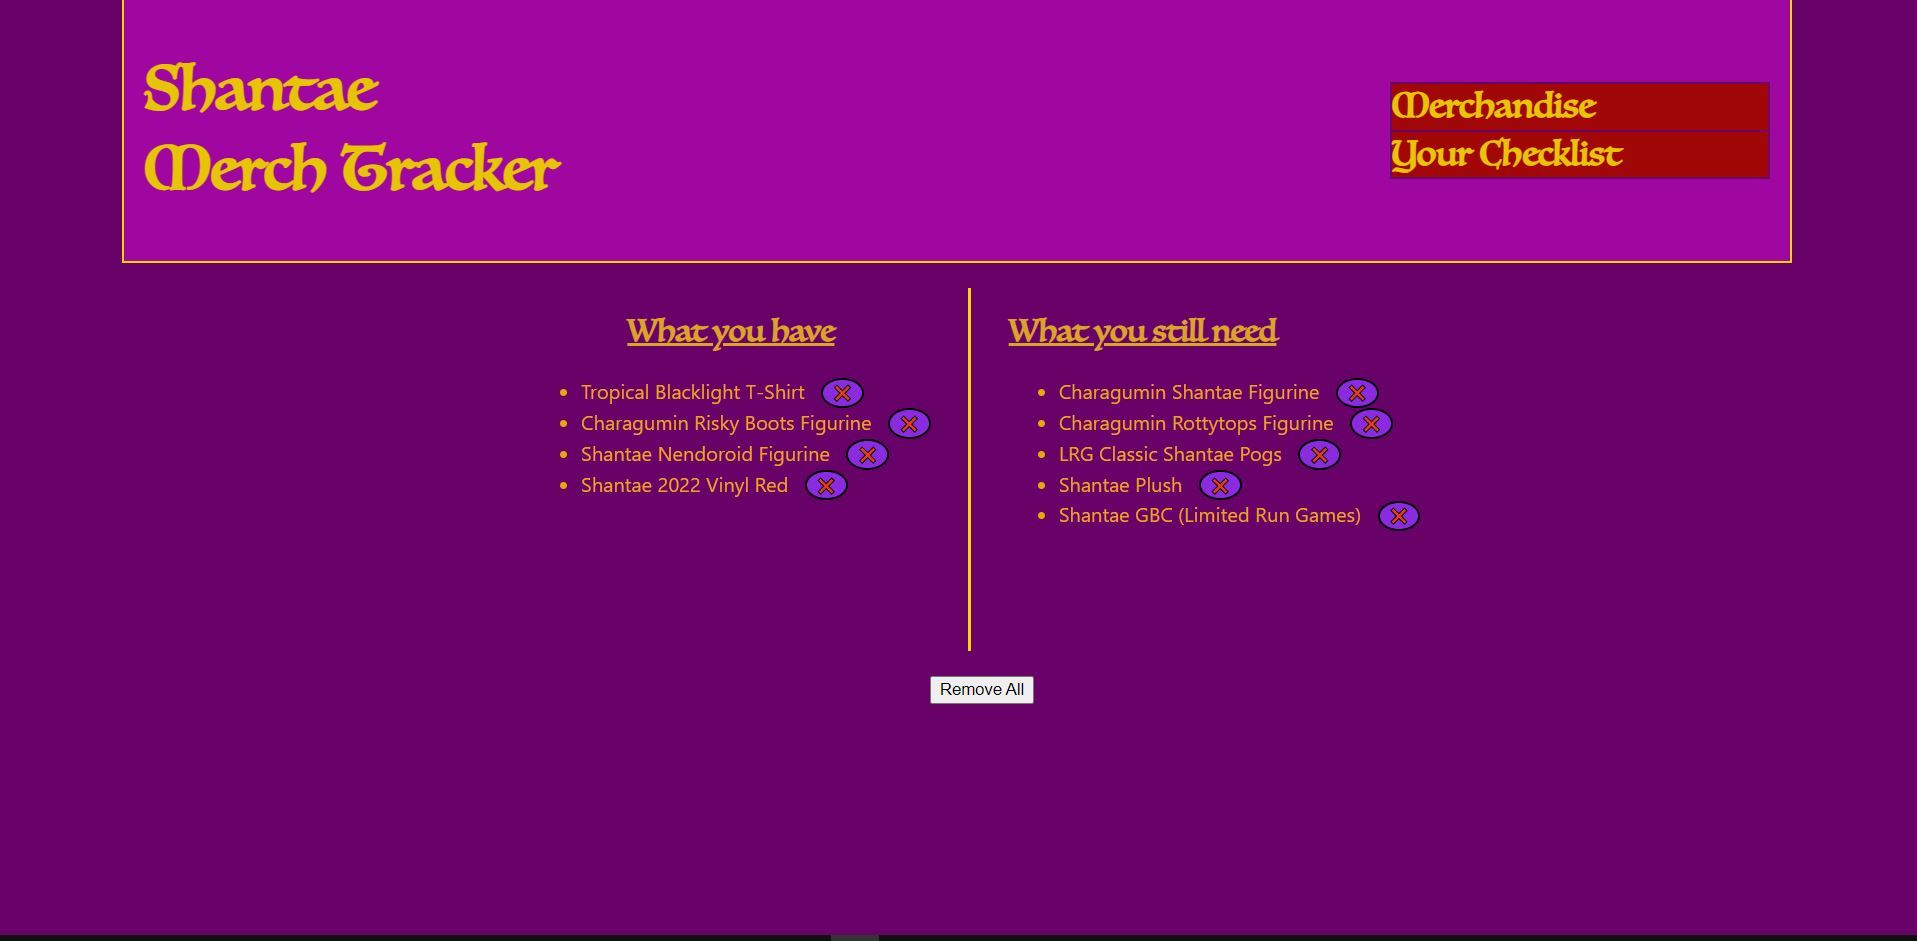 Shantae
Merch Tracker
Merchandise
Your Checklist
What you have
Tropical Blacklight T-Shirt
Charagumin Risky Boots Figurine
Shantae Nendoroid Figurine
Shantae 2022 Vinyl Red
What you still need
Charagumin Shantae Figurine
Charagumin Rottytops Figurine
LRG Classic Shantae Pogs
Shantae Plush
Shantae GBC (Limited Run Games)
Remove All